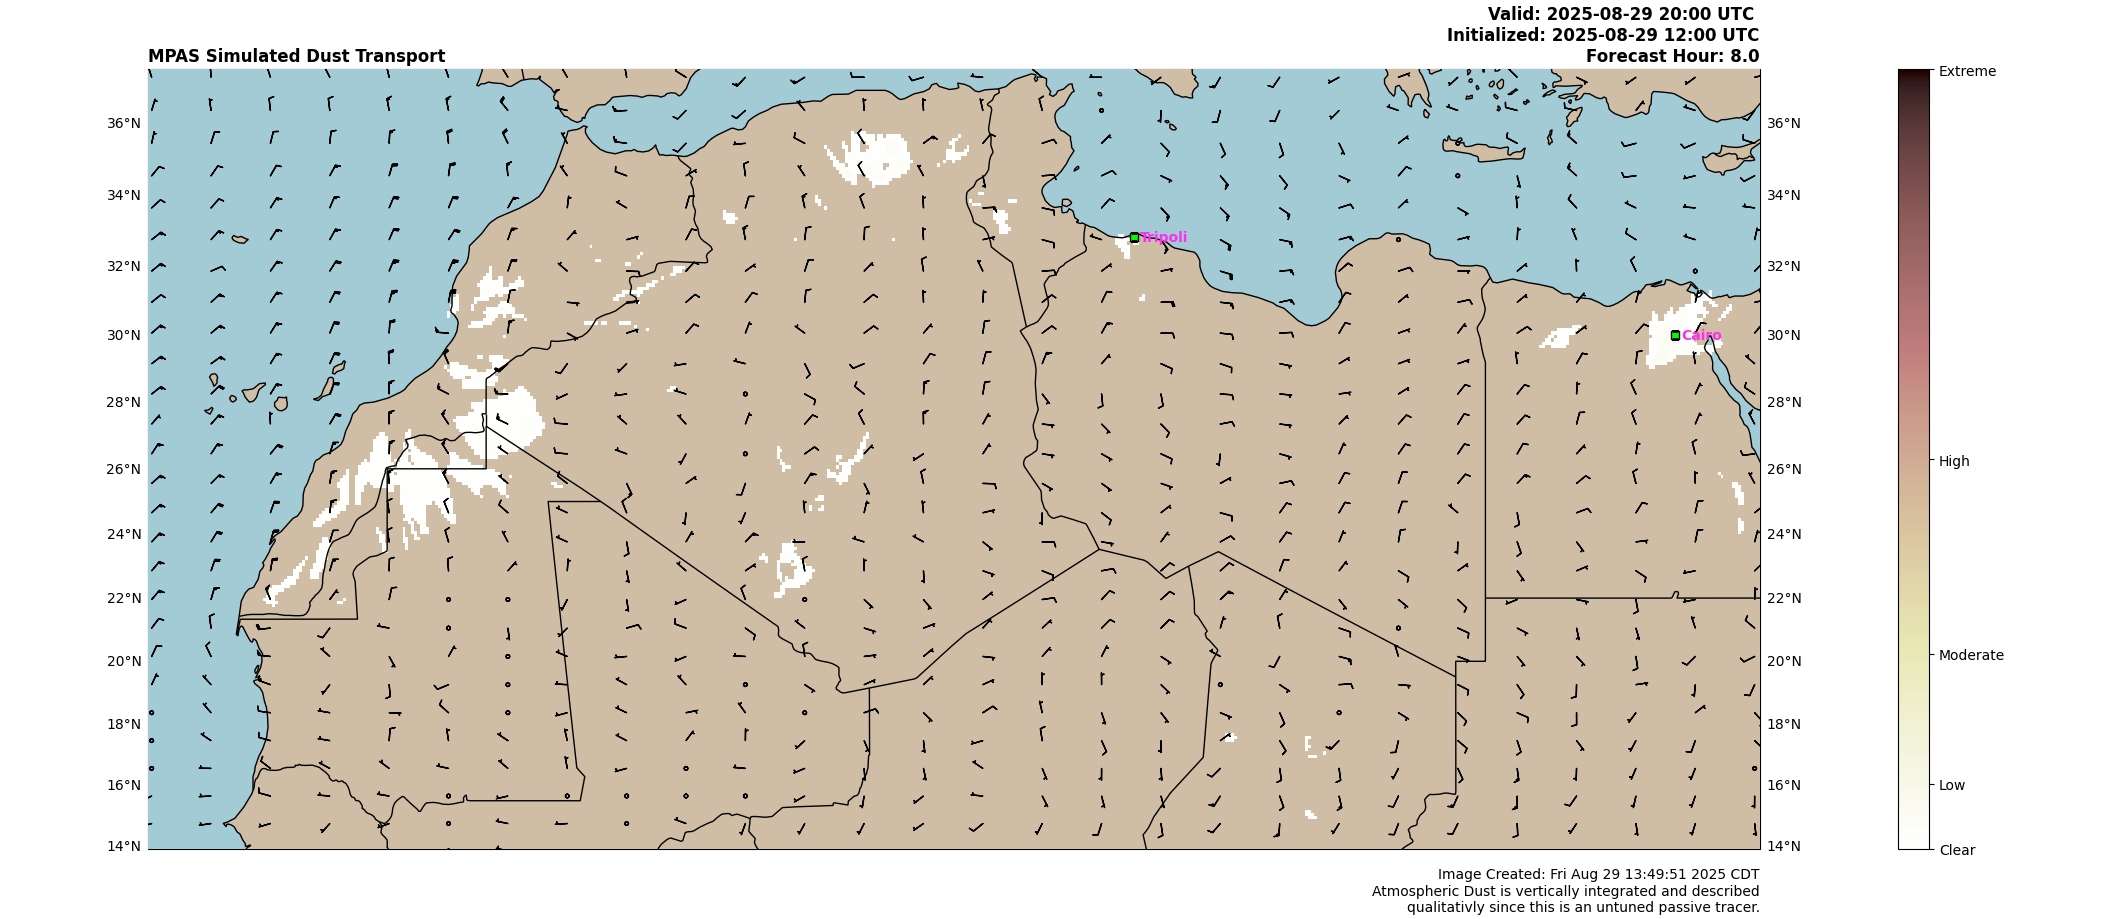 Valid: 2025-08-29 20:00 UTC
Initialized: 2025-08-29 12:00 UTC
MPAS Simulated Dust Transport
Forecast Hour: 8.0
36°N
34°N
32°N
30°N
28°N
26°N
24°N
22°N
20°N
18°N
16°N
14°N
Tripoli
Cairo
36°N
34°N
32°N
30°N
28°N
26°N
24°N
22°N
20°N
18°N
16°N
14°N
Extreme
High
Moderate
Low
Clear
Image Created: Fri Aug 29 13:49:51 2025 CDT
Atmospheric Dust is vertically integrated and described
qualitativly since this is an untuned passive tracer.